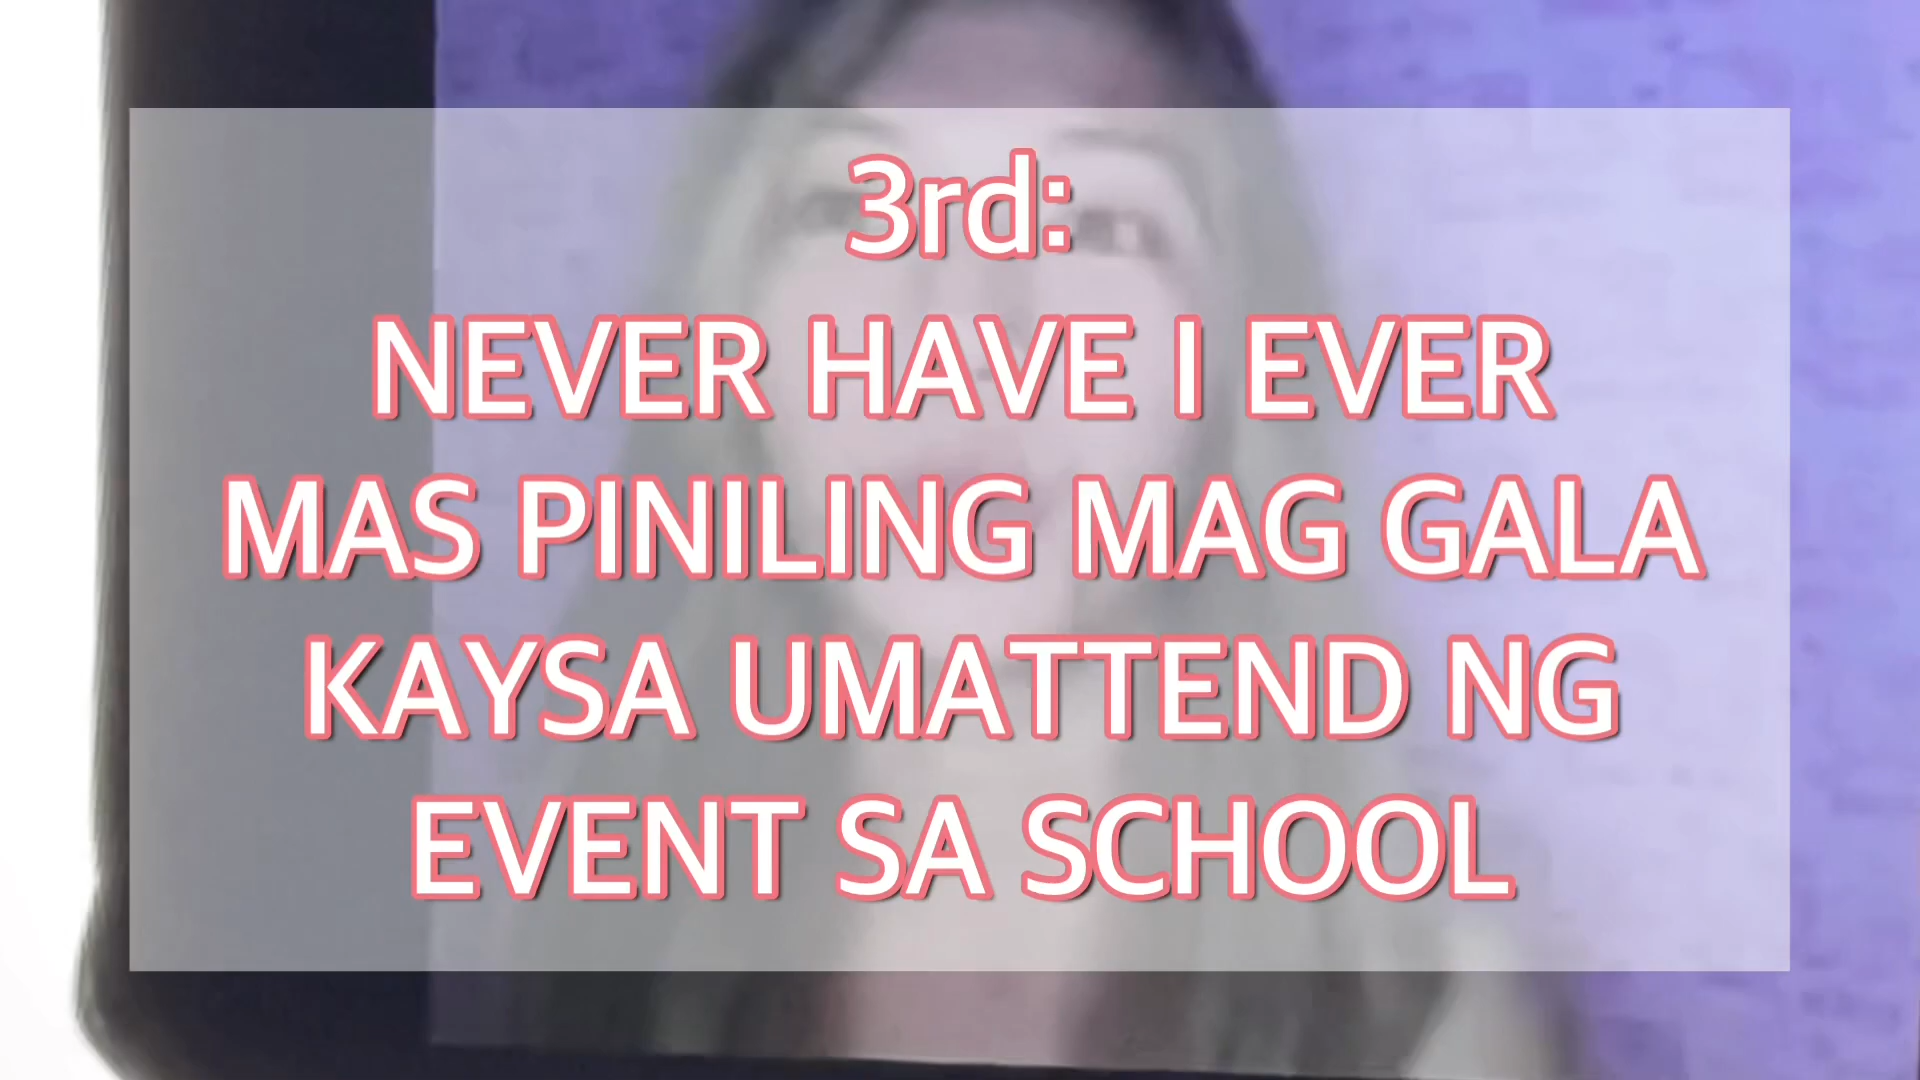 3rd:
NEVER HAVE I EVER
MAS PINILING MAG GALA
KAYSA UMATTEND NG
EVENT SA SCHOOL